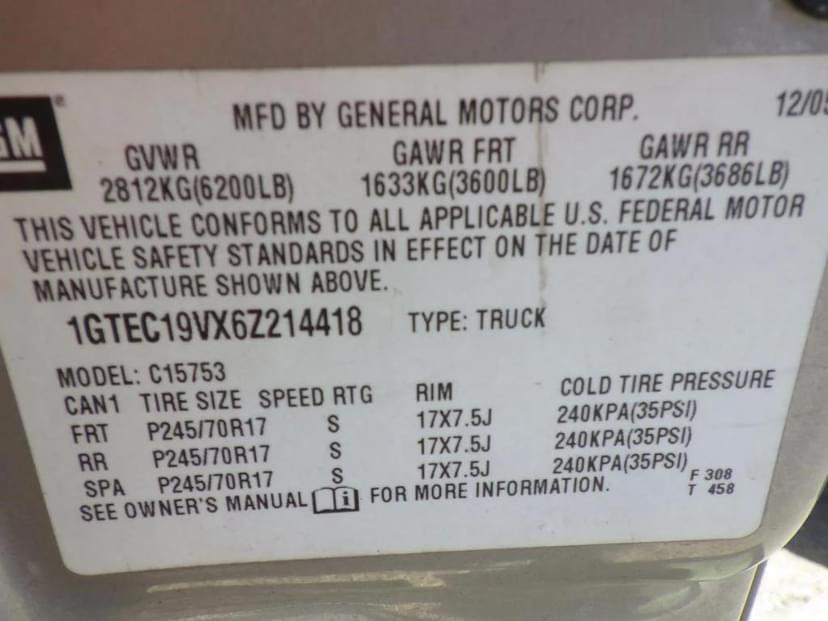 GM
MFD BY GENERAL MOTORS CORP. 12/05
GVWR GAWR FRT GAWR RR
2812KG(6200LB) 1633KG(3600LB) 1672KG(3686LB)
THIS VEHICLE CONFORMS TO ALL APPLICABLE U.S. FEDERAL MOTOR
VEHICLE SAFETY STANDARDS IN EFFECT ON THE DATE OF
MANUFACTURE SHOWN ABOVE.
1GTEC19VX6Z214418 TYPE: TRUCK
MODEL: C15753
CAN1 TIRE SIZE SPEED RTG RIM COLD TIRE PRESSURE
FRT P245/70R17 S 17X7.5J 240KPA(35PSI)
RR P245/70R17 S 17X7.5J 240KPA(35PSI)
SPA P245/70R17 S 17X7.5J 240KPA(35PSI)
SEE OWNER'S MANUAL i FOR MORE INFORMATION.
F 308
T 458